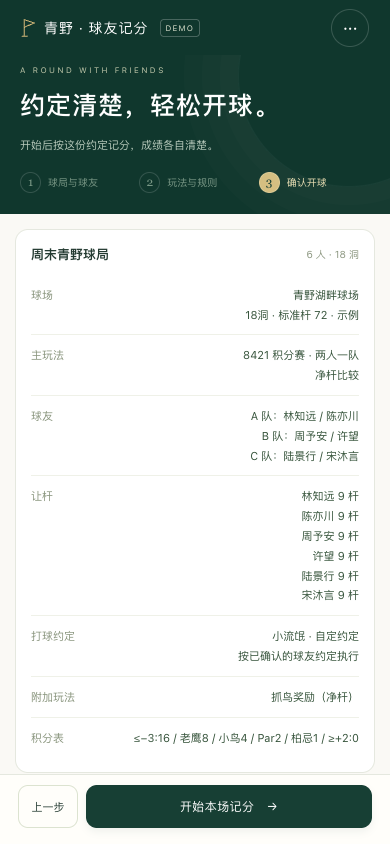 青野 · 球友记分 DEMO
···
A ROUND WITH FRIENDS
约定清楚，轻松开球。
开始后按这份约定记分，成绩各自清楚。
1 球局与球友 2 玩法与规则 3 确认开球
周末青野球局 6 人 · 18 洞
球场 青野湖畔球场
18洞 · 标准杆 72 · 示例
主玩法 8421 积分赛 · 两人一队
净杆比较
球友 A 队：林知远 / 陈亦川
B 队：周予安 / 许望
C 队：陆景行 / 宋沐言
让杆 林知远 9 杆
陈亦川 9 杆
周予安 9 杆
许望 9 杆
陆景行 9 杆
宋沐言 9 杆
打球约定 小流氓 · 自定约定
按已确认的球友约定执行
附加玩法 抓鸟奖励（净杆）
积分表 ≤−3:16 / 老鹰8 / 小鸟4 / Par2 / 柏忌1 / ≥+2:0
上一步 开始本场记分 →